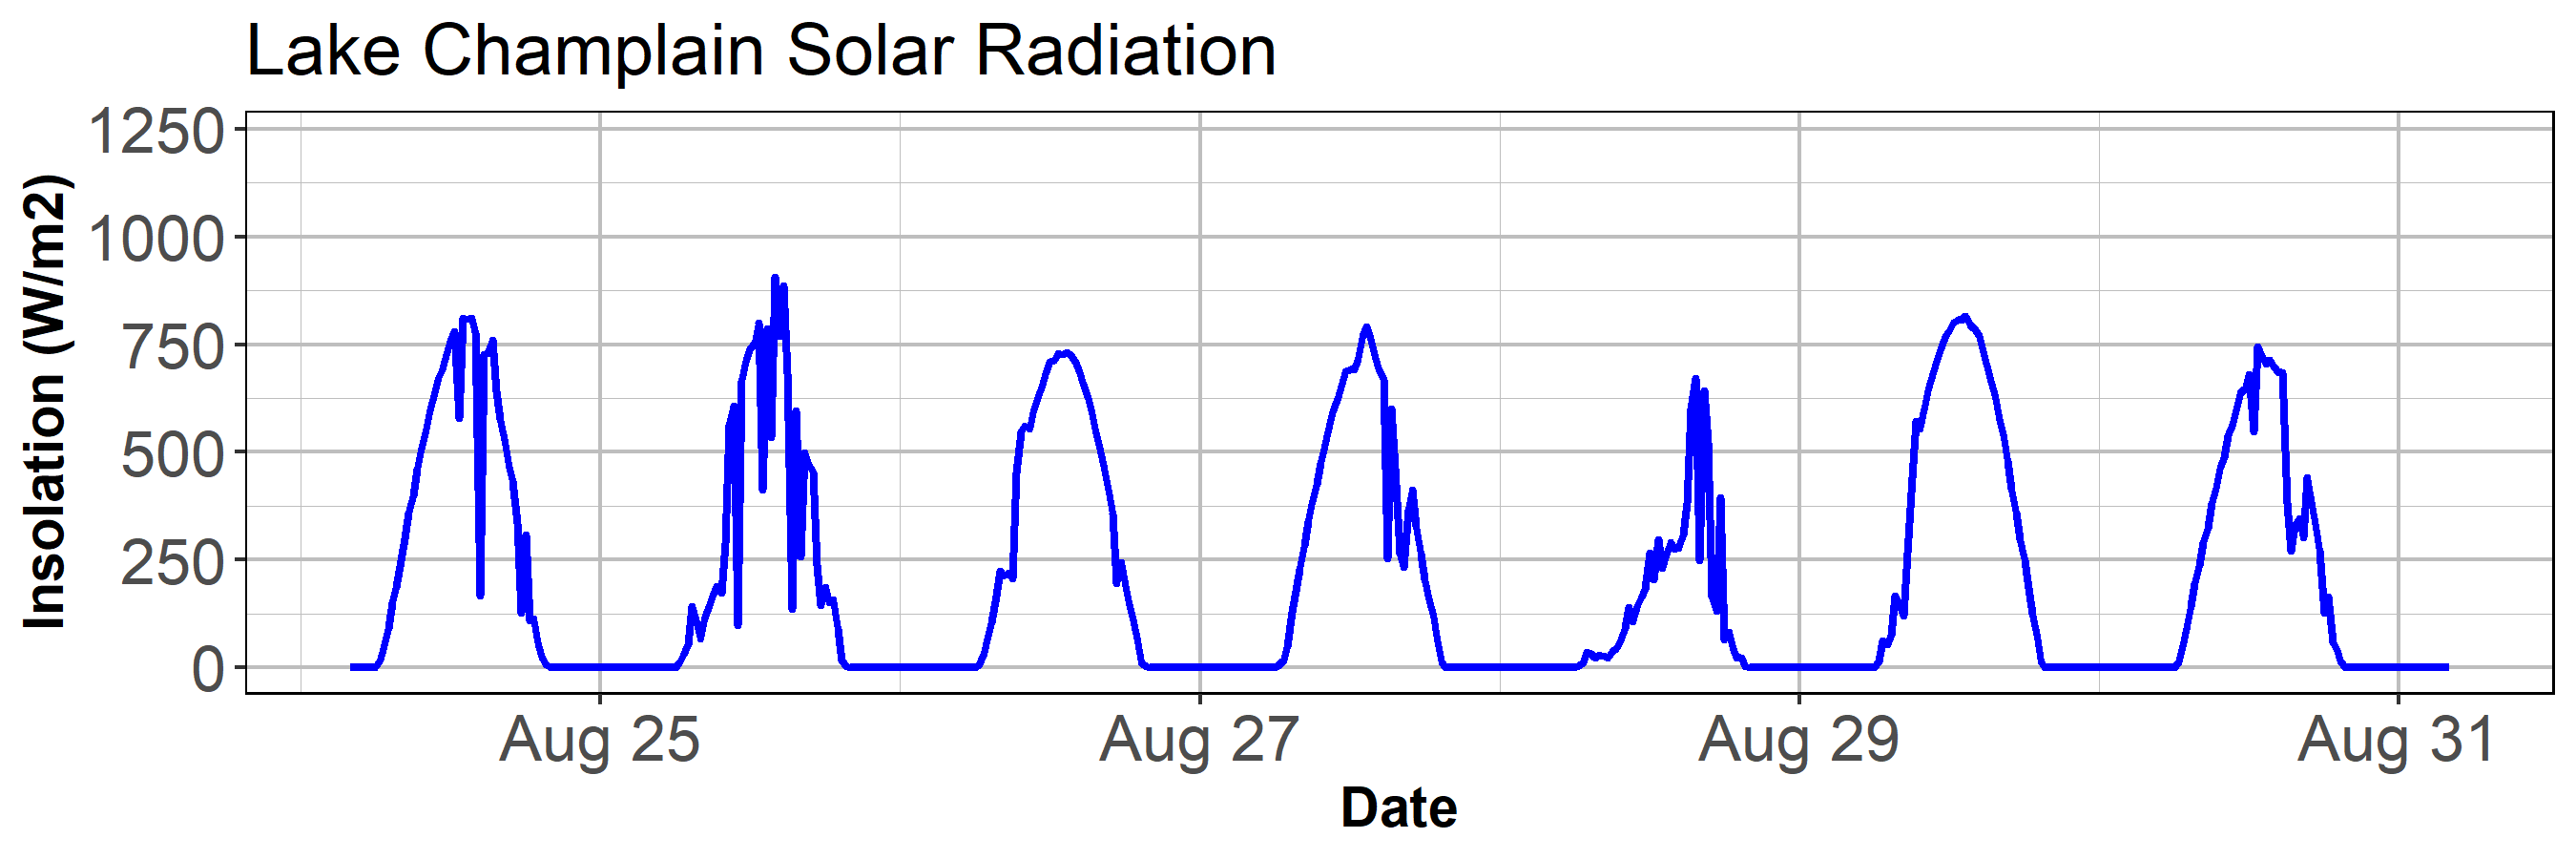 Lake Champlain Solar Radiation
Insolation (W/m2)
1250
1000
750
500
250
0
Aug 25
Aug 27
Aug 29
Aug 31
Date